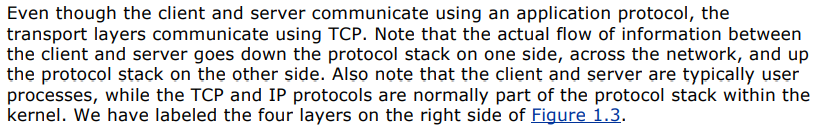 Even though the client and server communicate using an application protocol, the
transport layers communicate using TCP. Note that the actual flow of information between
the client and server goes down the protocol stack on one side, across the network, and up
the protocol stack on the other side. Also note that the client and server are typically user
processes, while the TCP and IP protocols are normally part of the protocol stack within the
kernel. We have labeled the four layers on the right side of Figure 1.3.